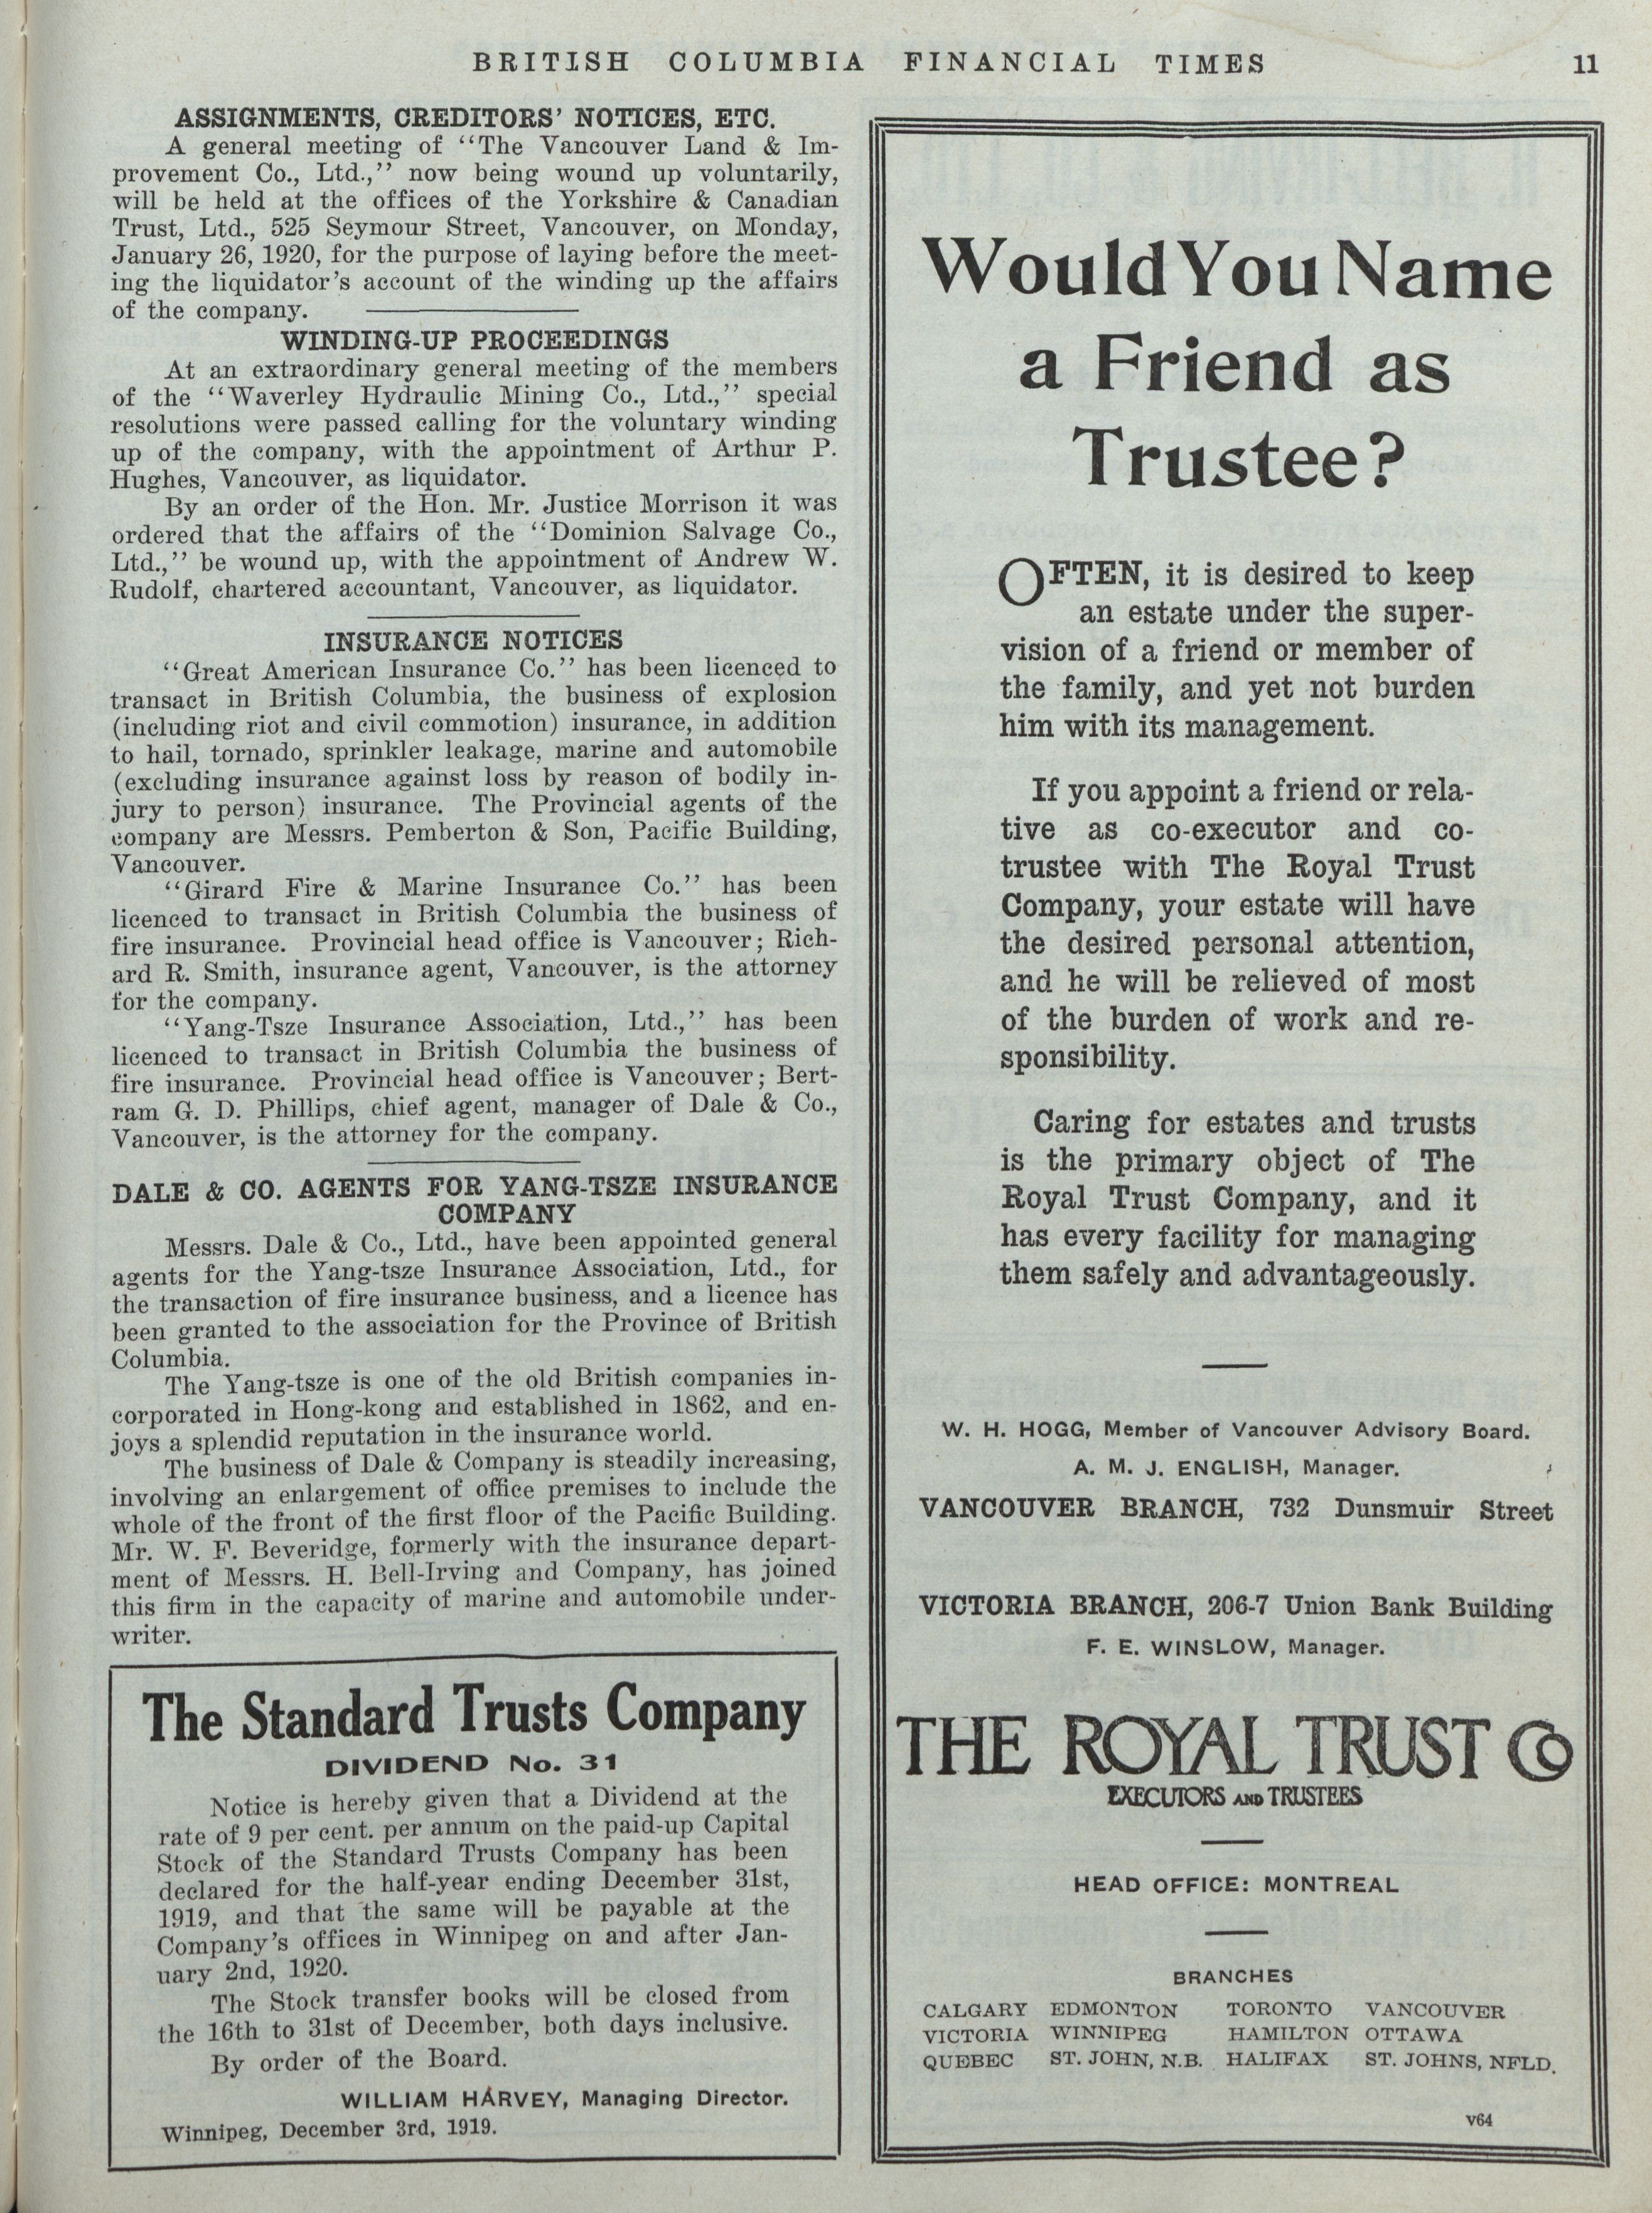 BRITISH COLUMBIA FINANCIAL TIMES 11
ASSIGNMENTS, CREDITORS' NOTICES, ETC.
A general meeting of "The Vancouver Land & Im-
provement Co., Ltd.," now being wound up voluntarily,
will be held at the offices of the Yorkshire & Canadian
Trust, Ltd., 525 Seymour Street, Vancouver, on Monday,
January 26, 1920, for the purpose of laying before the meet-
ing the liquidator's account of the winding up the affairs
of the company.
WINDING-UP PROCEEDINGS
At an extraordinary general meeting of the members
of the "Waverley Hydraulic Mining Co., Ltd.," special
resolutions were passed calling for the voluntary winding
up of the company, with the appointment of Arthur P.
Hughes, Vancouver, as liquidator.
By an order of the Hon. Mr. Justice Morrison it was
ordered that the affairs of the "Dominion Salvage Co.,
Ltd.," be wound up, with the appointment of Andrew W.
Rudolf, chartered accountant, Vancouver, as liquidator.
INSURANCE NOTICES
"Great American Insurance Co." has been licenced to
transact in British Columbia, the business of explosion
(including riot and civil commotion) insurance, in addition
to hail, tornado, sprinkler leakage, marine and automobile
(excluding insurance against loss by reason of bodily in-
jury to person) insurance. The Provincial agents of the
company are Messrs. Pemberton & Son, Pacific Building,
Vancouver.
"Girard Fire & Marine Insurance Co." has been
licenced to transact in British Columbia the business of
fire insurance. Provincial head office is Vancouver; Rich-
ard R. Smith, insurance agent, Vancouver, is the attorney
for the company.
"Yang-Tsze Insurance Association, Ltd.," has been
licenced to transact in British Columbia the business of
fire insurance. Provincial head office is Vancouver; Bert-
ram G. D. Phillips, chief agent, manager of Dale & Co.,
Vancouver, is the attorney for the company.
DALE & CO. AGENTS FOR YANG-TSZE INSURANCE
COMPANY
Messrs. Dale & Co., Ltd., have been appointed general
agents for the Yang-tsze Insurance Association, Ltd., for
the transaction of fire insurance business, and a licence has
been granted to the association for the Province of British
Columbia.
The Yang-tsze is one of the old British companies in-
corporated in Hong-kong and established in 1862, and en-
joys a splendid reputation in the insurance world.
The business of Dale & Company is steadily increasing,
involving an enlargement of office premises to include the
whole of the front of the first floor of the Pacific Building.
Mr. W. F. Beveridge, formerly with the insurance depart-
ment of Messrs. H. Bell-Irving and Company, has joined
this firm in the capacity of marine and automobile under-
writer.
The Standard Trusts Company
DIVIDEND No. 31
Notice is hereby given that a Dividend at the
rate of 9 per cent. per annum on the paid-up Capital
Stock of the Standard Trusts Company has been
declared for the half-year ending December 31st,
1919, and that the same will be payable at the
Company's offices in Winnipeg on and after Jan-
uary 2nd, 1920.
The Stock transfer books will be closed from
the 16th to 31st of December, both days inclusive.
By order of the Board.
WILLIAM HARVEY, Managing Director.
Winnipeg, December 3rd, 1919.
Would You Name
a Friend as
Trustee?
OFTEN, it is desired to keep
an estate under the super-
vision of a friend or member of
the family, and yet not burden
him with its management.
If you appoint a friend or rela-
tive as co-executor and co-
trustee with The Royal Trust
Company, your estate will have
the desired personal attention,
and he will be relieved of most
of the burden of work and re-
sponsibility.
Caring for estates and trusts
is the primary object of The
Royal Trust Company, and it
has every facility for managing
them safely and advantageously.
W. H. HOGG, Member of Vancouver Advisory Board.
A. M. J. ENGLISH, Manager.
VANCOUVER BRANCH, 732 Dunsmuir Street
VICTORIA BRANCH, 206-7 Union Bank Building
F. E. WINSLOW, Manager.
THE ROYAL TRUST CO
EXECUTORS AND TRUSTEES
HEAD OFFICE: MONTREAL
BRANCHES
CALGARY EDMONTON TORONTO VANCOUVER
VICTORIA WINNIPEG HAMILTON OTTAWA
QUEBEC ST. JOHN, N.B. HALIFAX ST. JOHNS, NFLD.
V64